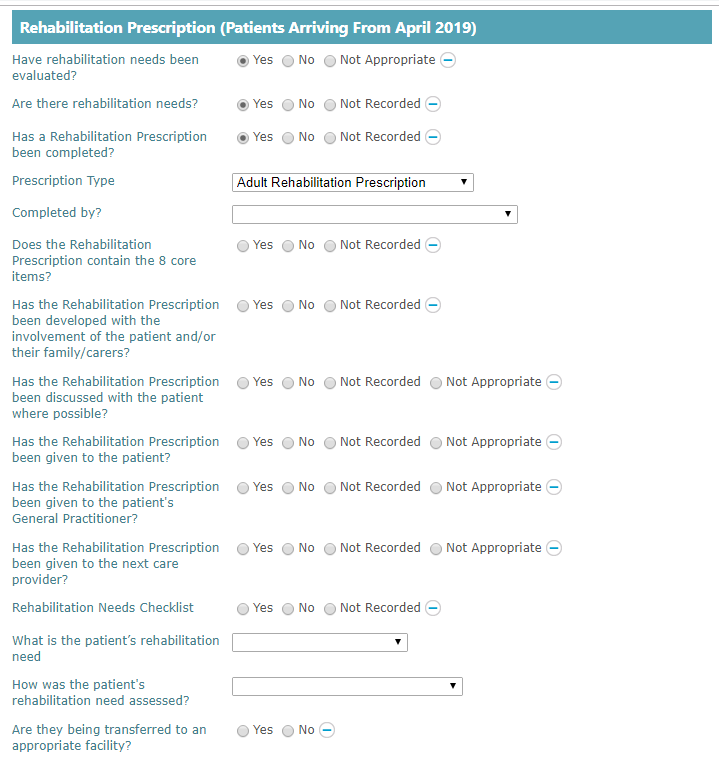 Rehabilitation Prescription (Patients Arriving From April 2019)
Have rehabilitation needs been evaluated? Yes No Not Appropriate
Are there rehabilitation needs? Yes No Not Recorded
Has a Rehabilitation Prescription been completed? Yes No Not Recorded
Prescription Type Adult Rehabilitation Prescription
Completed by?
Does the Rehabilitation Prescription contain the 8 core items? Yes No Not Recorded
Has the Rehabilitation Prescription been developed with the involvement of the patient and/or their family/carers? Yes No Not Recorded
Has the Rehabilitation Prescription been discussed with the patient where possible? Yes No Not Recorded Not Appropriate
Has the Rehabilitation Prescription been given to the patient? Yes No Not Recorded Not Appropriate
Has the Rehabilitation Prescription been given to the patient's General Practitioner? Yes No Not Recorded Not Appropriate
Has the Rehabilitation Prescription been given to the next care provider? Yes No Not Recorded Not Appropriate
Rehabilitation Needs Checklist Yes No Not Recorded
What is the patient’s rehabilitation need
How was the patient's rehabilitation need assessed?
Are they being transferred to an appropriate facility? Yes No